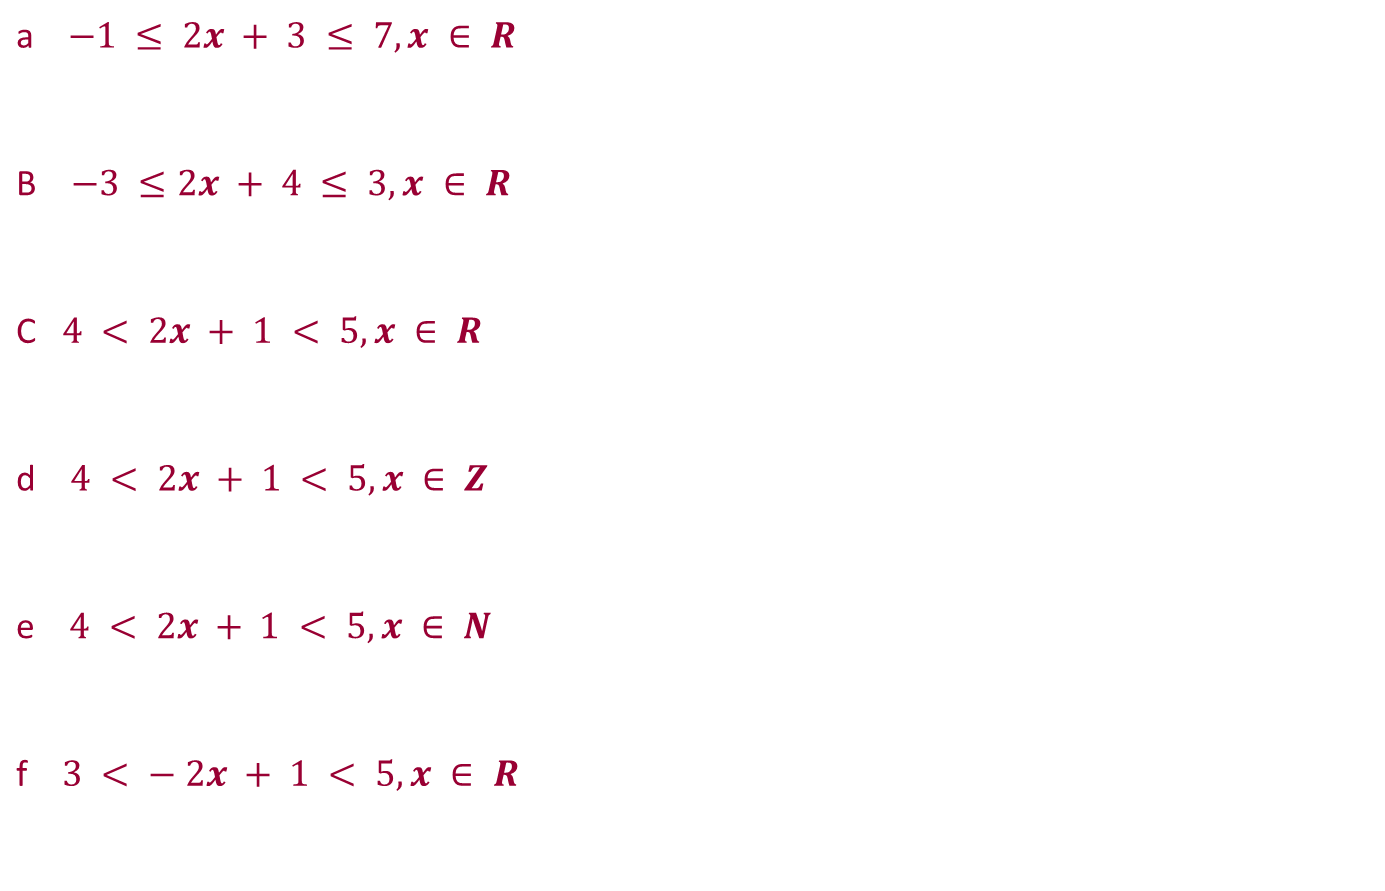 a −1 ≤ 2x + 3 ≤ 7, x ∈ R
B −3 ≤ 2x + 4 ≤ 3, x ∈ R
C 4 < 2x + 1 < 5, x ∈ R
d 4 < 2x + 1 < 5, x ∈ Z
e 4 < 2x + 1 < 5, x ∈ N
f 3 < − 2x + 1 < 5, x ∈ R